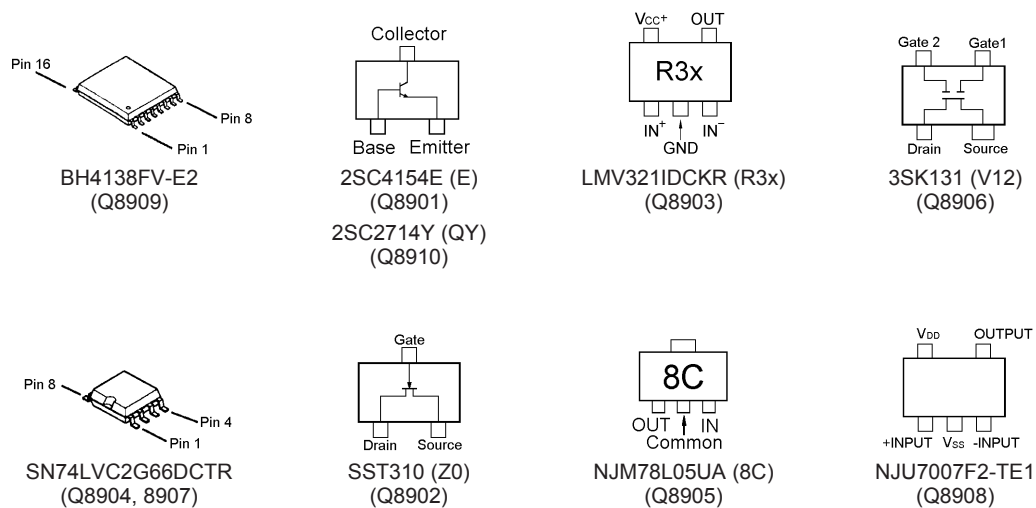 Pin 16
Pin 8
Pin 1
BH4138FV-E2
(Q8909)
Collector
Base Emitter
2SC4154E (E)
(Q8901)
2SC2714Y (QY)
(Q8910)
VCC+ OUT
R3x
IN+ IN-
GND
LMV321IDCKR (R3x)
(Q8903)
Gate 2 Gate1
Drain Source
3SK131 (V12)
(Q8906)
Pin 8
Pin 4
Pin 1
SN74LVC2G66DCTR
(Q8904, 8907)
Gate
Drain Source
SST310 (Z0)
(Q8902)
8C
OUT IN
Common
NJM78L05UA (8C)
(Q8905)
VDD OUTPUT
+INPUT VSS -INPUT
NJU7007F2-TE1
(Q8908)